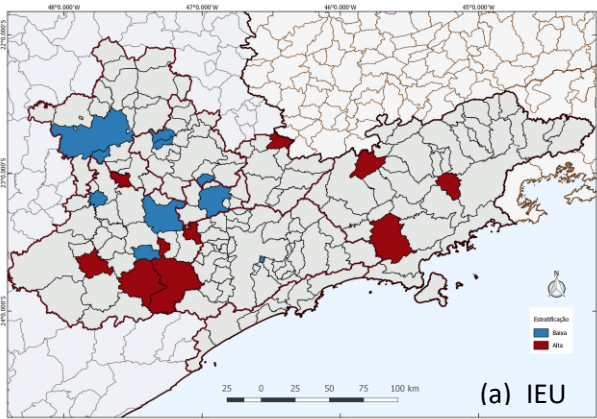 48°0.000'W 47°0.000'W 46°0.000'W 45°0.000'W
22°0.000'S
23°0.000'S
24°0.000'S
N
Estratificação
Baixa
Alta
25 0 25 50 75 100 km
(a) IEU